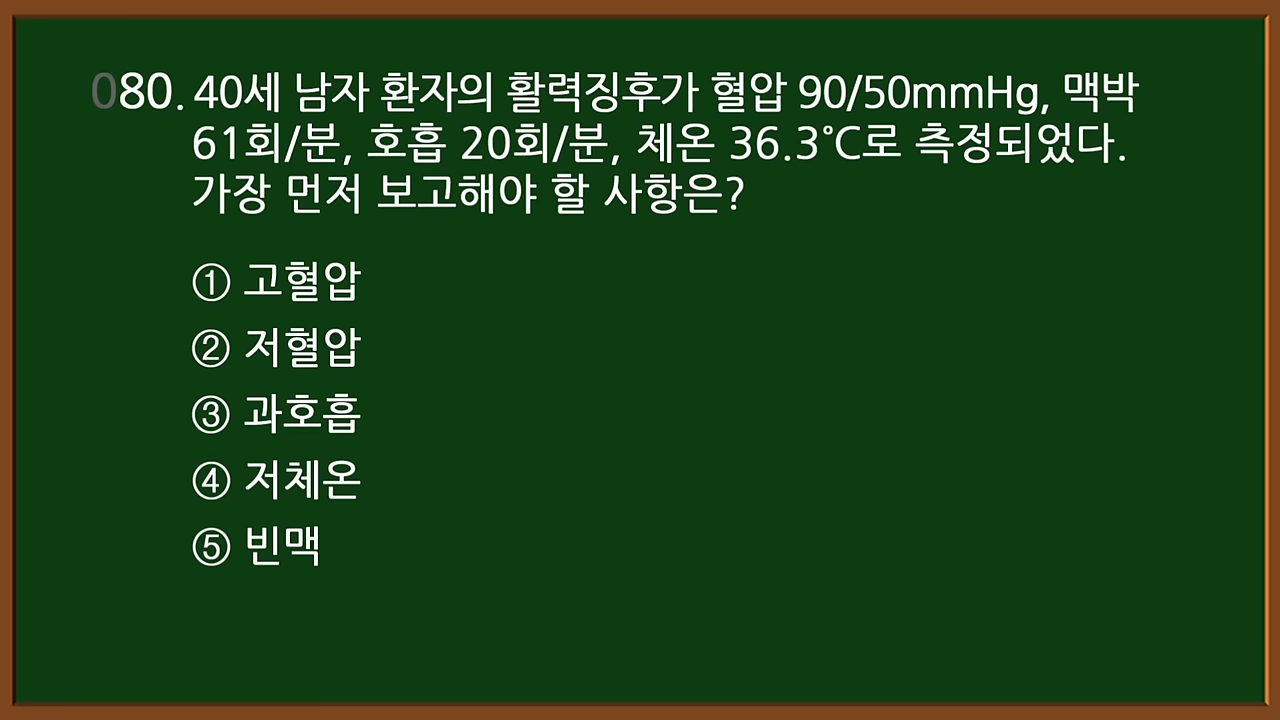 080. 40세 남자 환자의 활력징후가 혈압 90/50mmHg, 맥박
61회/분, 호흡 20회/분, 체온 36.3℃로 측정되었다.
가장 먼저 보고해야 할 사항은?
① 고혈압
② 저혈압
③ 과호흡
④ 저체온
⑤ 빈맥